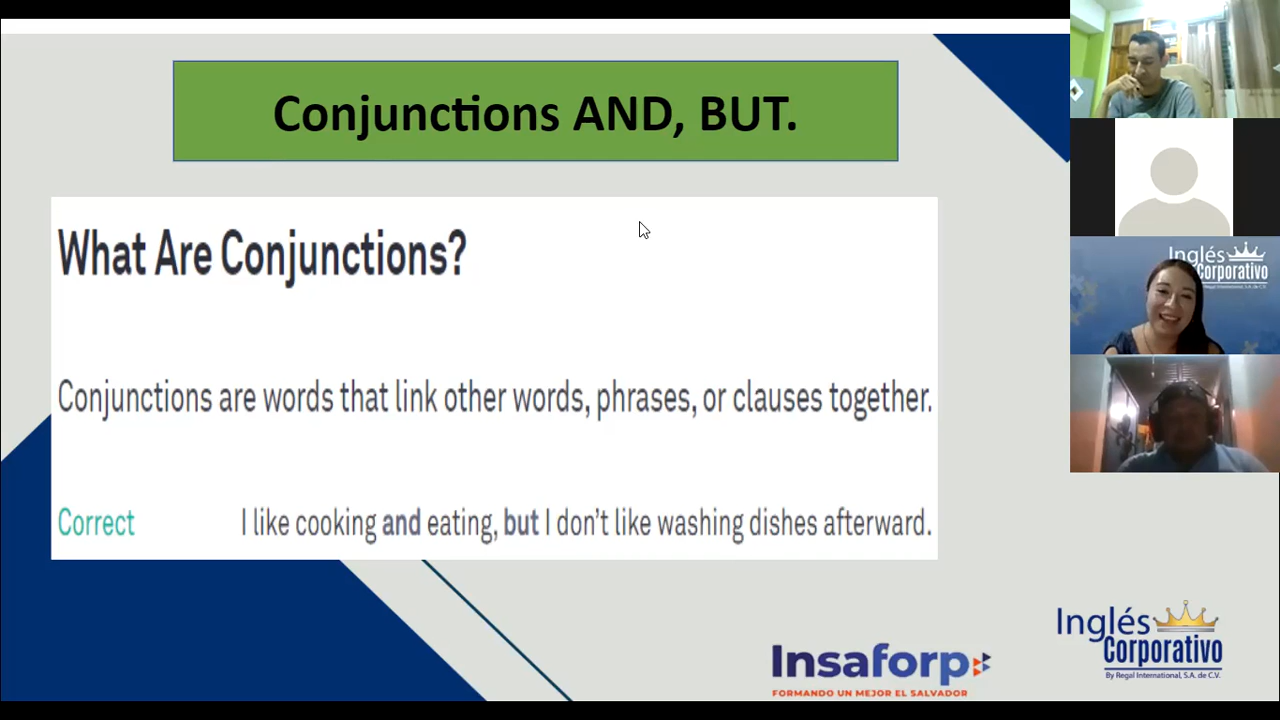 Conjunctions AND, BUT.
What Are Conjunctions?
Conjunctions are words that link other words, phrases, or clauses together.
Correct I like cooking and eating, but I don't like washing dishes afterward.
Inglés
Corporativo
By Regal International, S.A. de C.V.
Insaforp
FORMANDO UN MEJOR EL SALVADOR
Inglés
Corporativo
By Regal International, S.A. de C.V.